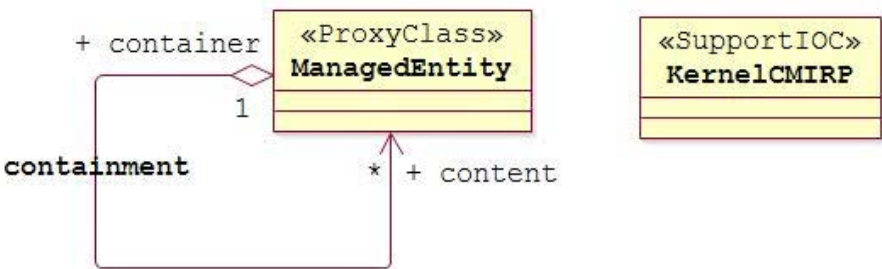 + container
«ProxyClass»
ManagedEntity
1
containment
* + content
«SupportIOC»
KernelCMIRP